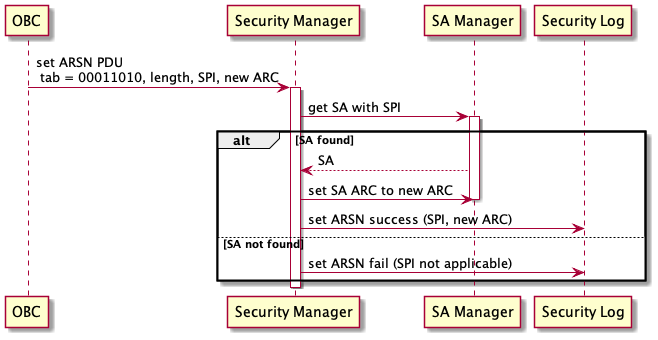 OBC
Security Manager
SA Manager
Security Log
set ARSN PDU
tab = 00011010, length, SPI, new ARC
get SA with SPI
alt
[SA found]
SA
set SA ARC to new ARC
set ARSN success (SPI, new ARC)
[SA not found]
set ARSN fail (SPI not applicable)
OBC
Security Manager
SA Manager
Security Log